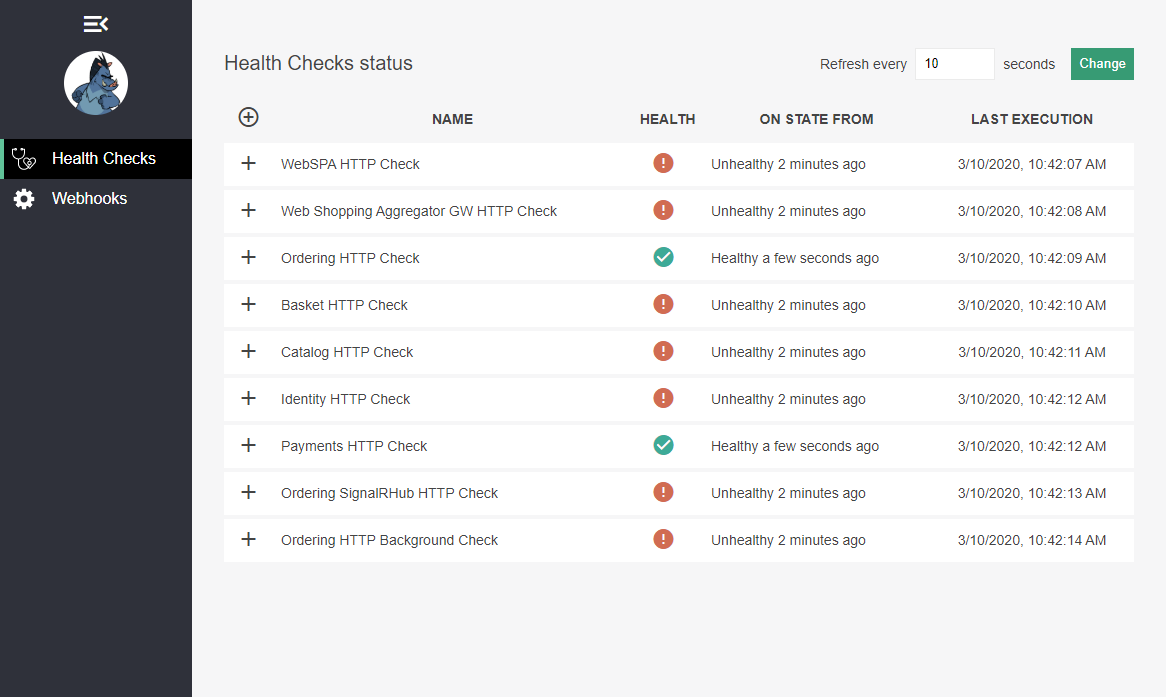 Health Checks status
Refresh every 10 seconds Change
NAME HEALTH ON STATE FROM LAST EXECUTION
Health Checks
Webhooks
WebSPA HTTP Check Unhealthy 2 minutes ago 3/10/2020, 10:42:07 AM
Web Shopping Aggregator GW HTTP Check Unhealthy 2 minutes ago 3/10/2020, 10:42:08 AM
Ordering HTTP Check Healthy a few seconds ago 3/10/2020, 10:42:09 AM
Basket HTTP Check Unhealthy 2 minutes ago 3/10/2020, 10:42:10 AM
Catalog HTTP Check Unhealthy 2 minutes ago 3/10/2020, 10:42:11 AM
Identity HTTP Check Unhealthy 2 minutes ago 3/10/2020, 10:42:12 AM
Payments HTTP Check Healthy a few seconds ago 3/10/2020, 10:42:12 AM
Ordering SignalRHub HTTP Check Unhealthy 2 minutes ago 3/10/2020, 10:42:13 AM
Ordering HTTP Background Check Unhealthy 2 minutes ago 3/10/2020, 10:42:14 AM